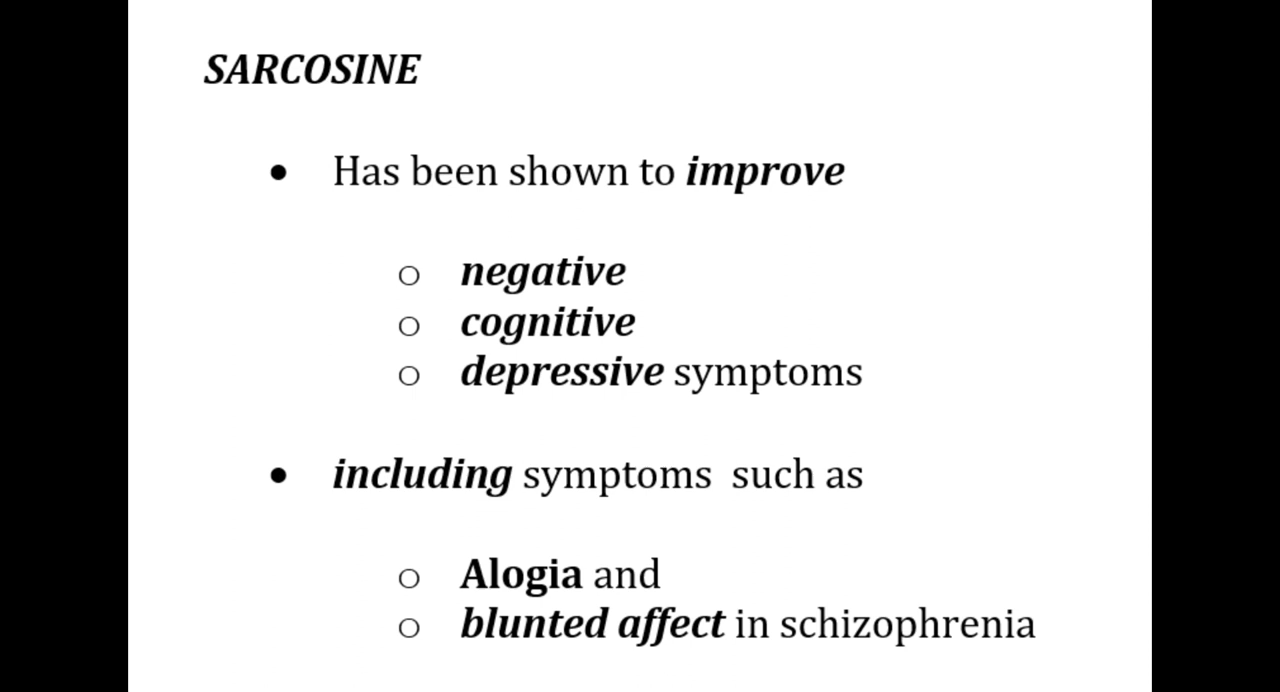 SARCOSINE
• Has been shown to improve
o negative
o cognitive
o depressive symptoms
• including symptoms  such as
o Alogia and
o blunted affect in schizophrenia